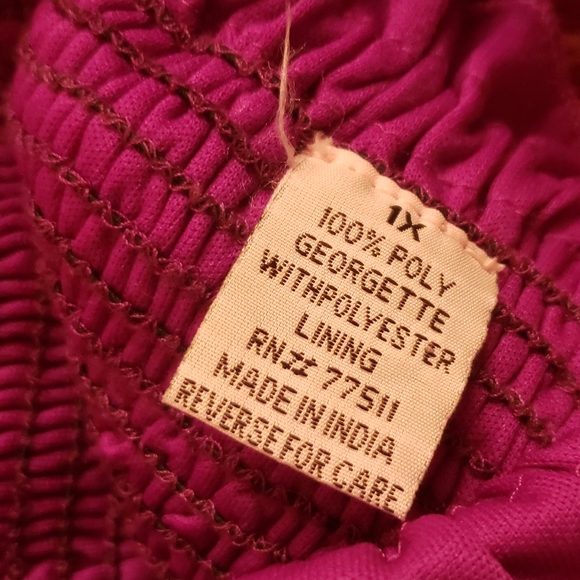 1X
100% POLY
GEORGETTE
WITHPOLYESTER
LINING
RN# 77511
MADE IN INDIA
REVERSE FOR CARE